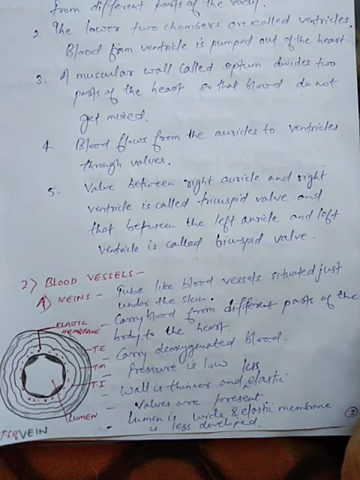 from different parts of the body.
2. The lower two chambers are called ventricles.
Blood from ventricle is pumped out of the heart.
3. A muscular wall called septum divides two
parts of the heart so that blood do not
get mixed.
4. Blood flows from the auricles to ventricles
through valves.
5. Valve between right auricle and right
ventricle is called tricuspid valve and
that between the left auricle and left
ventricle is called bicuspid valve.
2) BLOOD VESSELS -
A) VEINS - Tube like blood vessels situated just
under the skin.
- Carry blood from different parts of the
body to the heart.
- Carry deoxygenated blood.
- Pressure is low
- Wall is thinner and less elastic
- Valves are present
- Lumen is wide & elastic membrane
is less developed.
ELASTIC
MEMBRANE
T.E
T.M
T.I
LUMEN
VEIN
2